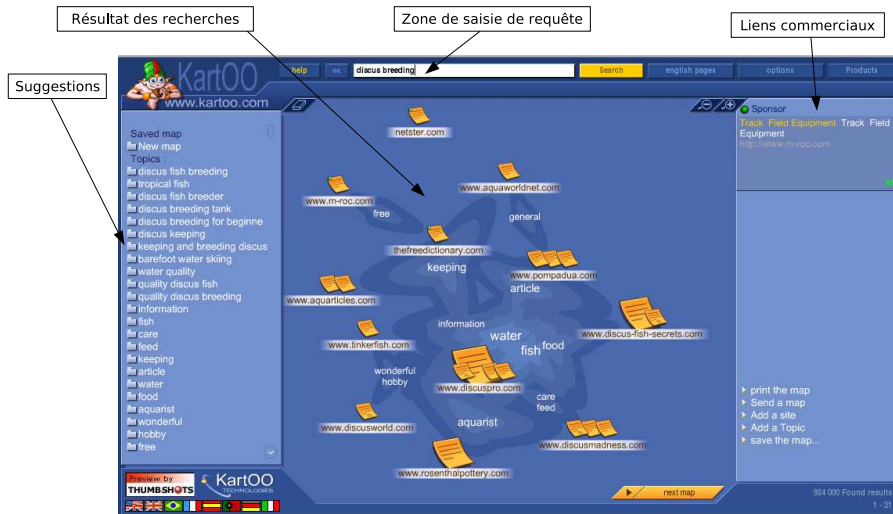 Résultat des recherches
Zone de saisie de requête
Liens commerciaux
Suggestions
KartOO
www.kartoo.com
help
<<
discus breeding
Search
english pages
options
Products
Saved map
0
New map
Topics :
discus fish breeding
tropical fish
discus fish breeder
discus breeding tank
discus breeding for beginne
discus keeping
keeping and breeding discus
barefoot water skiing
water quality
quality discus fish
quality discus breeding
information
fish
care
feed
keeping
article
water
food
aquarist
wonderful
hobby
free
netster.com
www.aquaworldnet.com
www.m-roc.com
free
general
thefreedictionary.com
keeping
www.pompadua.com
article
www.aquarticles.com
information
www.discus-fish-secrets.com
water
www.tinkerfish.com
fish
food
wonderful
hobby
www.discuspro.com
care
feed
www.discusworld.com
aquarist
www.discusmadness.com
www.rosenthalpottery.com
Sponsor
Track Field Equipment Track Field
Equipment
http://www.m-roc.com
print the map
Send a map
Add a site
Add a Topic
save the map...
Preview by
THUMBSHOTS
KartOO
TECHNOLOGIES
next map
904 000 Found results
1 - 21